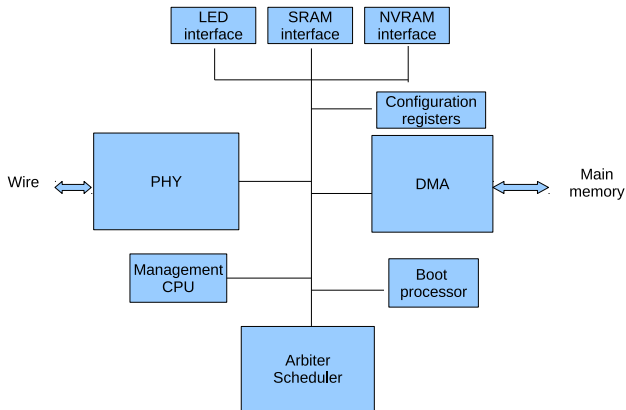 LED
interface
SRAM
interface
NVRAM
interface
Configuration
registers
Wire
PHY
DMA
Main
memory
Management
CPU
Boot
processor
Arbiter
Scheduler